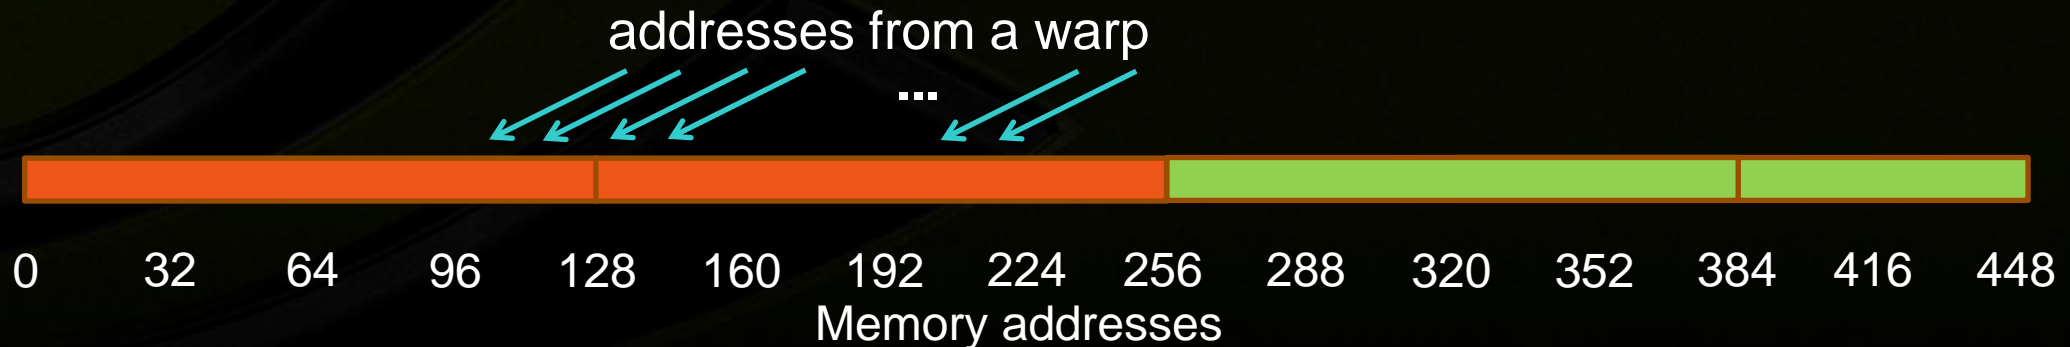 addresses from a warp
...
0 32 64 96 128 160 192 224 256 288 320 352 384 416 448
Memory addresses